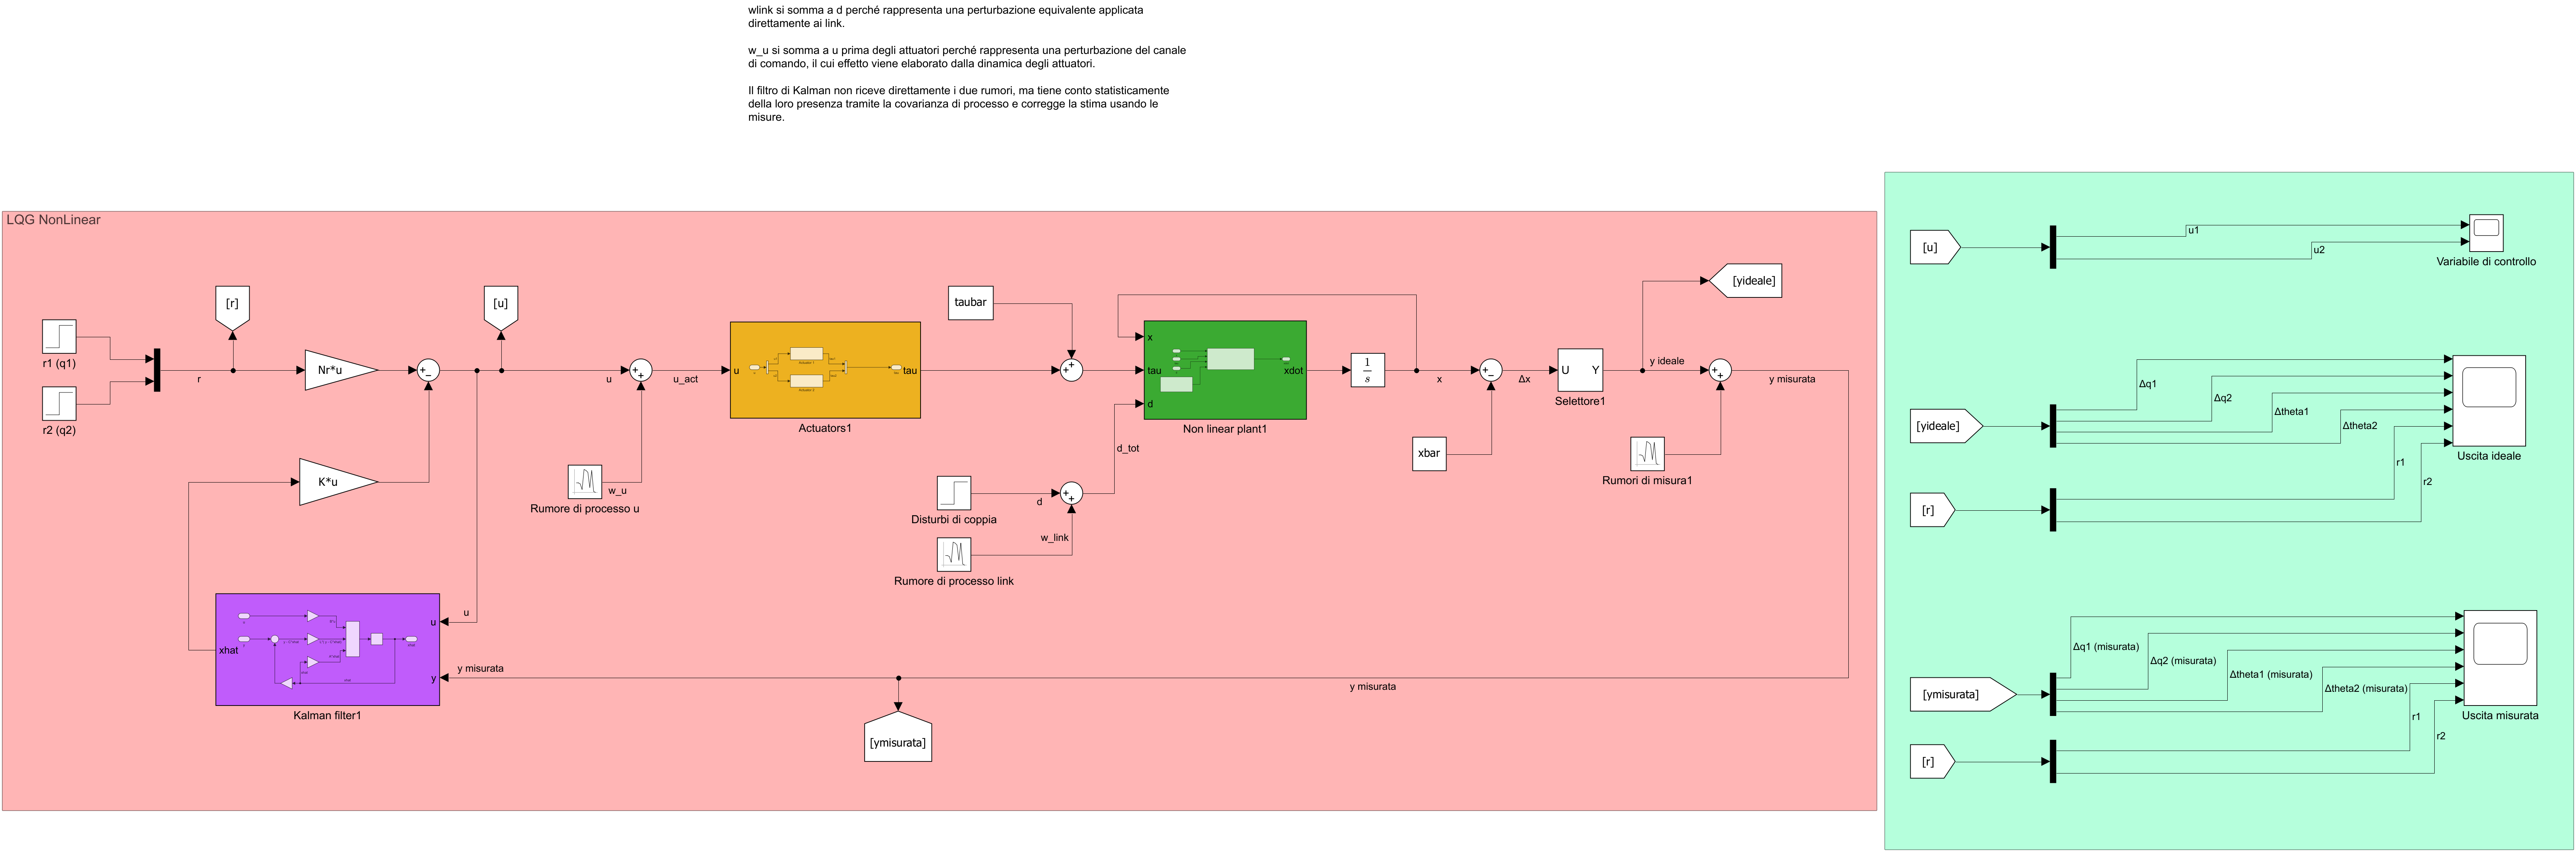 wlink si somma a d perché rappresenta una perturbazione equivalente applicata
direttamente ai link.
w_u si somma a u prima degli attuatori perché rappresenta una perturbazione del canale
di comando, il cui effetto viene elaborato dalla dinamica degli attuatori.
Il filtro di Kalman non riceve direttamente i due rumori, ma tiene conto statisticamente
della loro presenza tramite la covarianza di processo e corregge la stima usando le
misure.
LQG NonLinear
r1 (q1)
r2 (q2)
r
[r]
Nr*u
+
−
K*u
[u]
u
+
+
w_u
Rumore di processo u
u_act
u
tau
Actuators1
taubar
+
+
x
tau
d
xdot
Non linear plant1
d_tot
Disturbi di coppia
d
+
+
w_link
Rumore di processo link
1
s
x
+
−
xbar
Δx
U Y
Selettore1
y ideale
[yideale]
+
+
Rumori di misura1
y misurata
y misurata
[ymisurata]
y misurata
u
u
y
xhat
Kalman filter1
[u]
u1
u2
Variabile di controllo
[yideale]
Δq1
Δq2
Δtheta1
Δtheta2
r1
r2
[r]
Uscita ideale
[ymisurata]
Δq1 (misurata)
Δq2 (misurata)
Δtheta1 (misurata)
Δtheta2 (misurata)
r1
r2
[r]
Uscita misurata